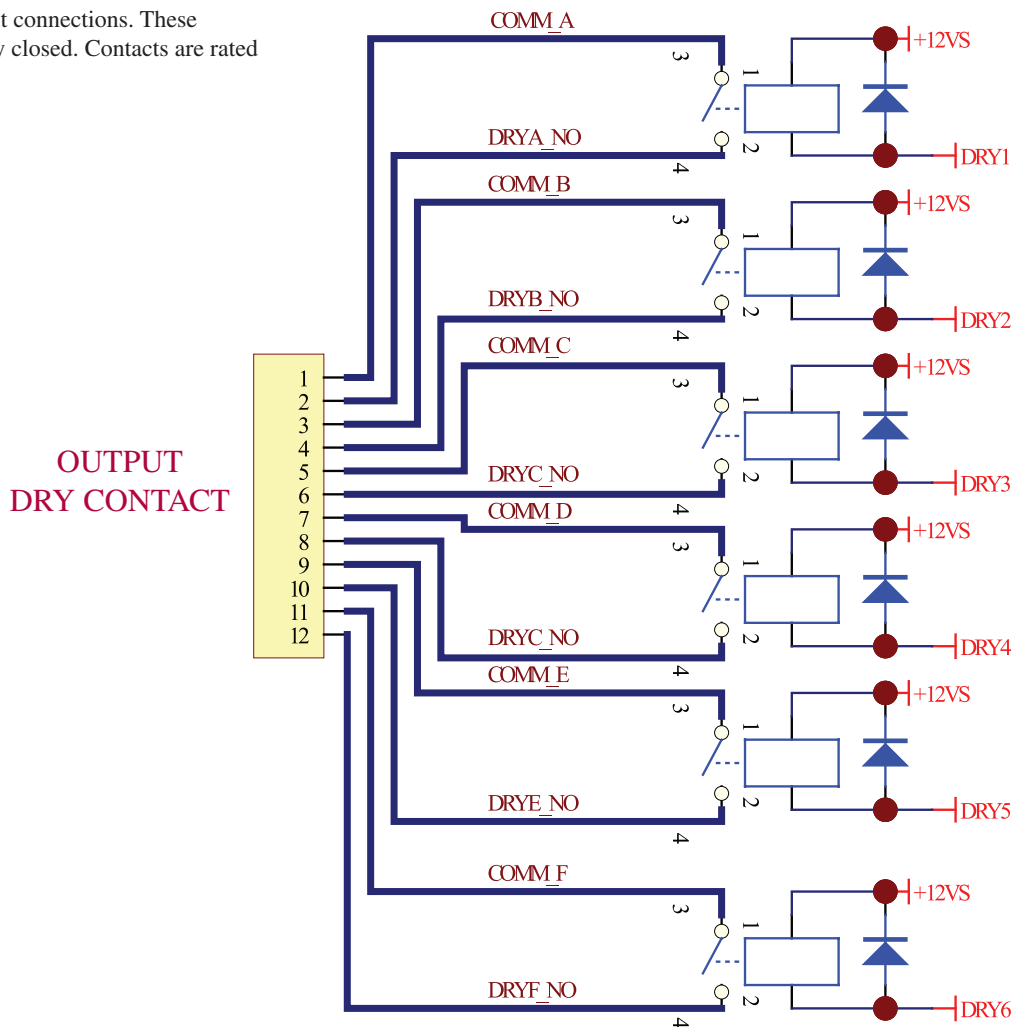 t connections. These
y closed. Contacts are rated
COMM_A
3
1
+12VS
DRYA_NO
4
2
DRY1
COMM_B
3
1
+12VS
DRYB_NO
4
2
DRY2
COMM_C
3
1
+12VS
DRYC_NO
4
2
DRY3
COMM_D
3
1
+12VS
DRYC_NO
4
2
DRY4
COMM_E
3
1
+12VS
DRYE_NO
4
2
DRY5
COMM_F
3
1
+12VS
DRYF_NO
4
2
DRY6
OUTPUT
DRY CONTACT
1
2
3
4
5
6
7
8
9
10
11
12